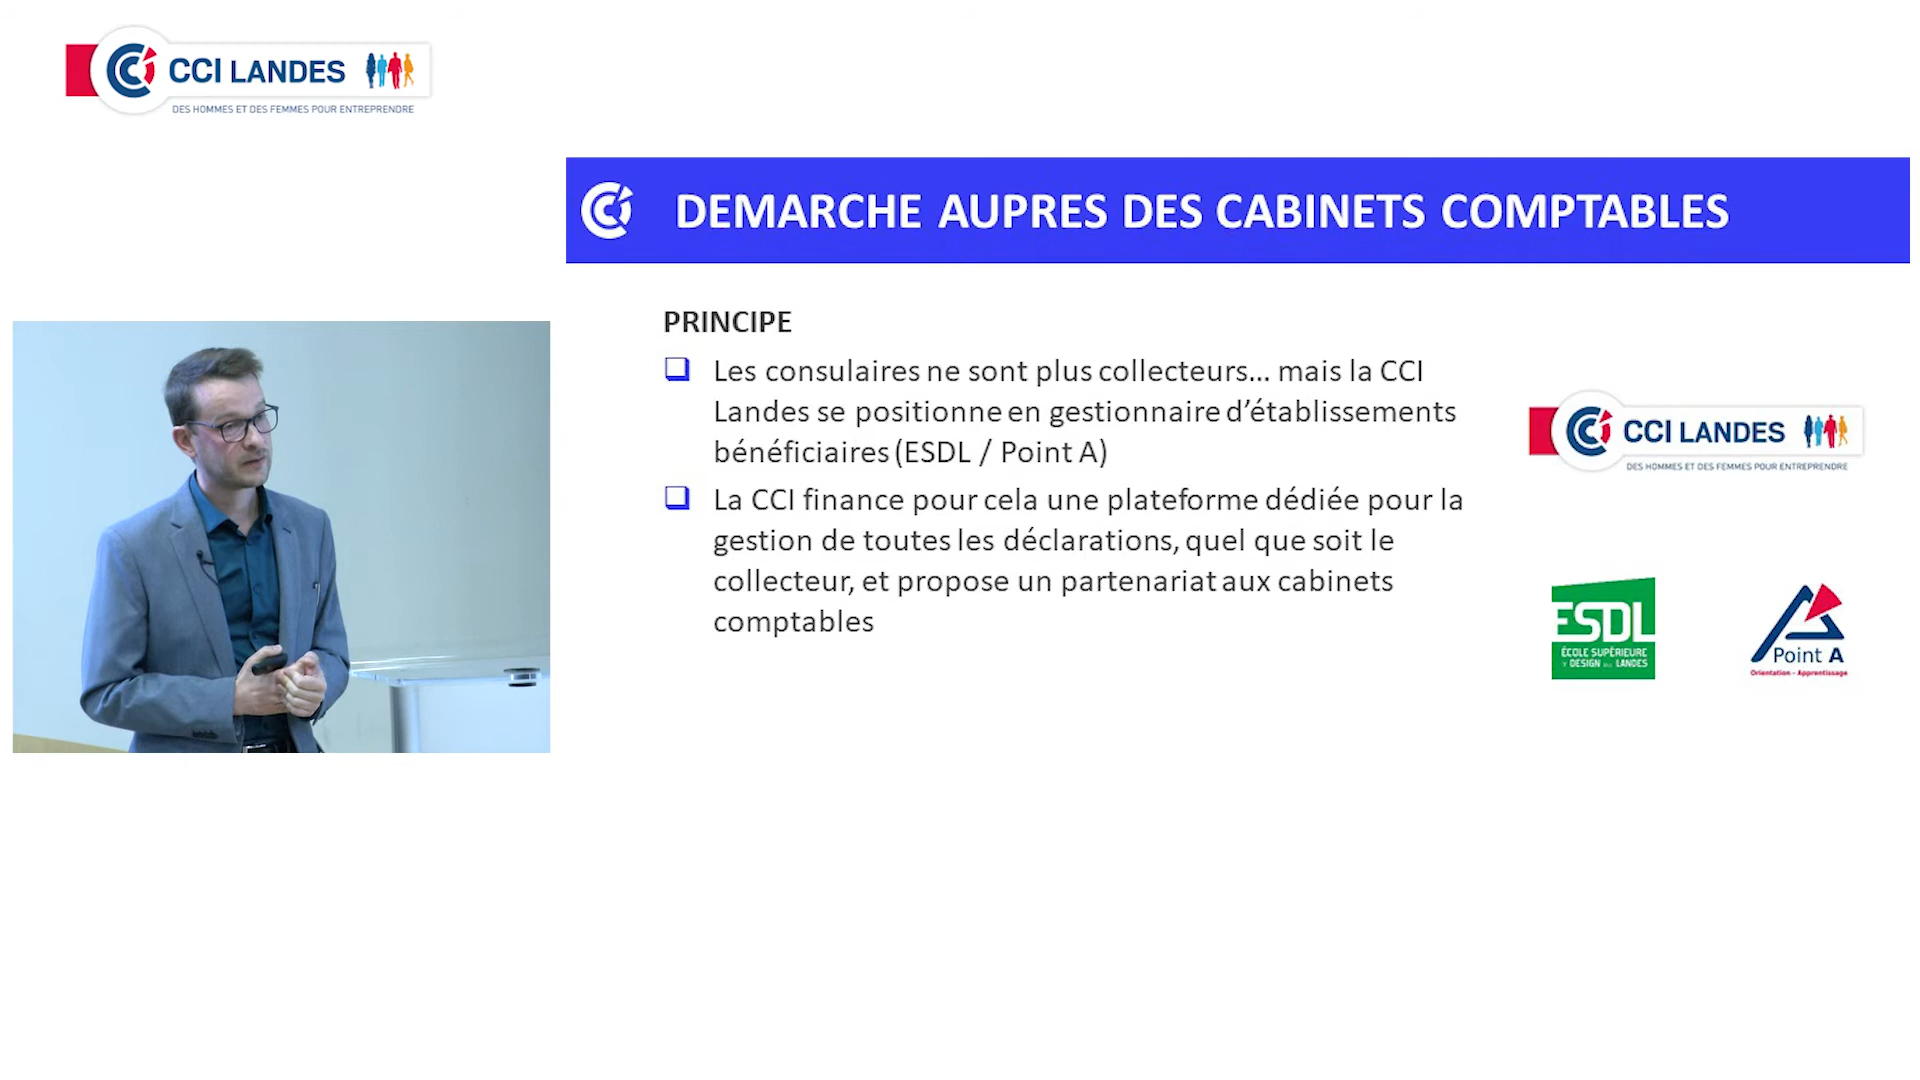 CCI LANDES
DES HOMMES ET DES FEMMES POUR ENTREPRENDRE
DEMARCHE AUPRES DES CABINETS COMPTABLES
PRINCIPE
Les consulaires ne sont plus collecteurs... mais la CCI
Landes se positionne en gestionnaire d’établissements
bénéficiaires (ESDL / Point A)
La CCI finance pour cela une plateforme dédiée pour la
gestion de toutes les déclarations, quel que soit le
collecteur, et propose un partenariat aux cabinets
comptables
CCI LANDES
DES HOMMES ET DES FEMMES POUR ENTREPRENDRE
ESDL
ÉCOLE SUPÉRIEURE
DESIGN DES LANDES
Point A
Orientation - Apprentissage